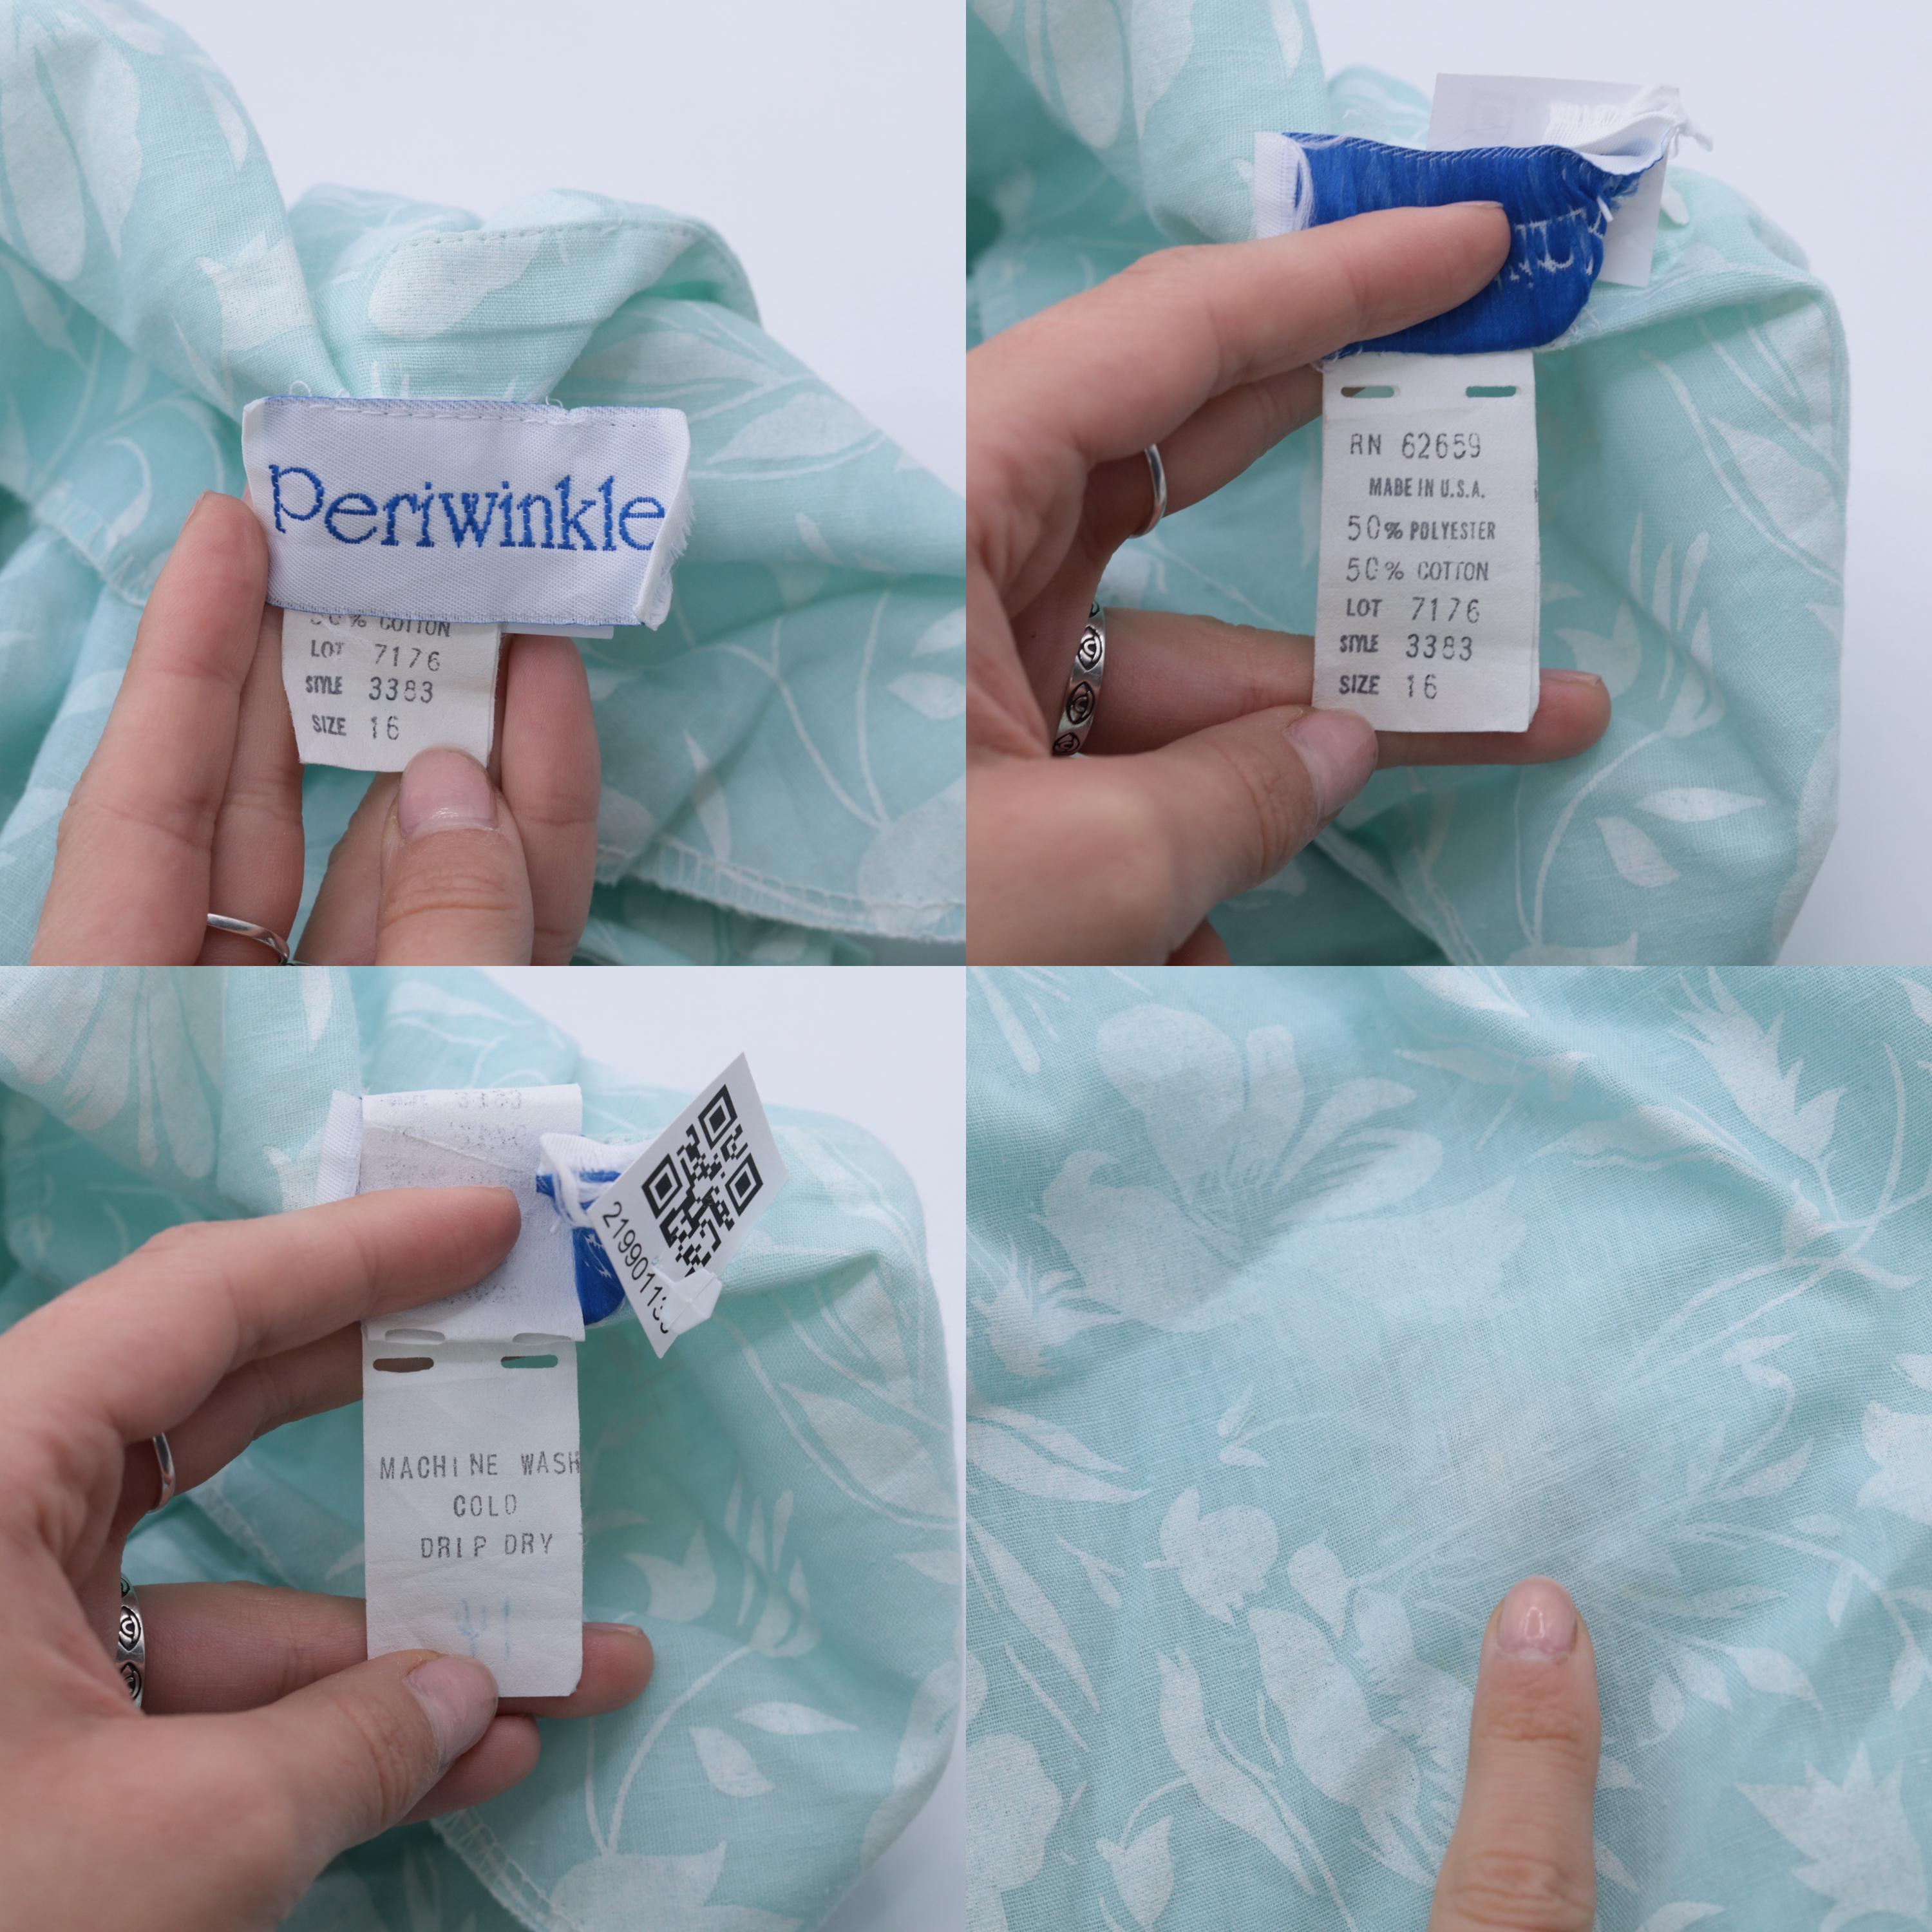 Periwinkle
50% COTTON
LOT 7176
STYLE 3383
SIZE 16
RN 62659
MADE IN U.S.A.
50% POLYESTER
50% COTTON
LOT 7176
STYLE 3383
SIZE 16
MACHINE WASH
COLD
DRIP DRY